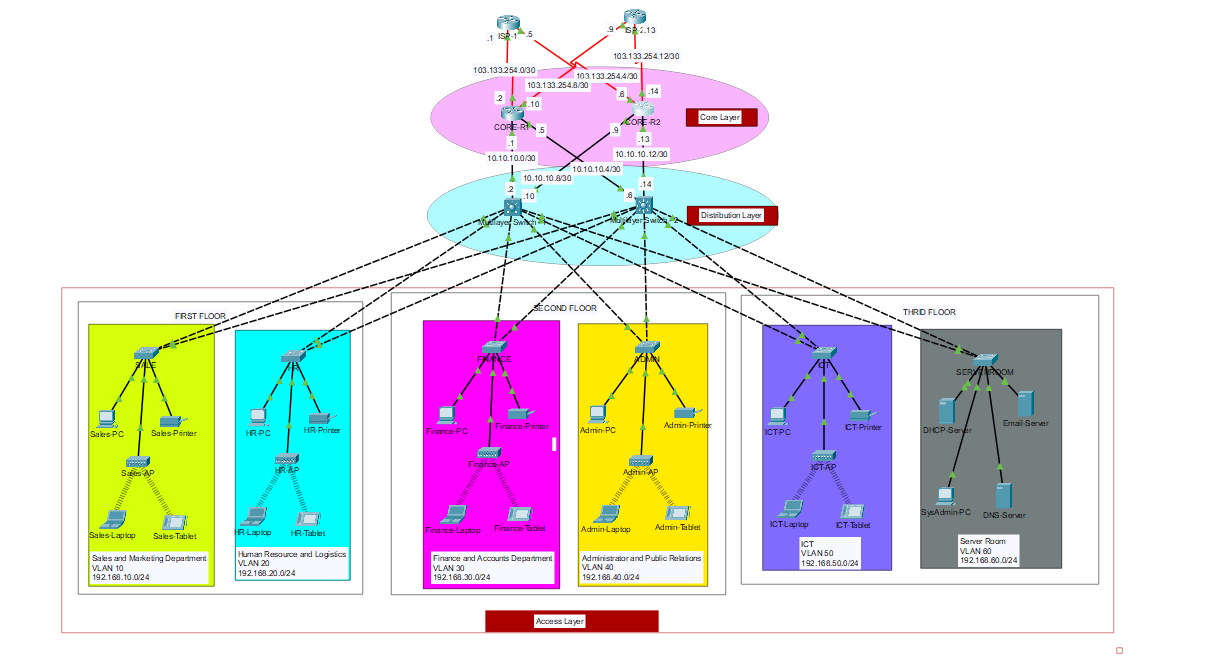 ISP-1
ISP-2
.1
.5
.9
.13
103.133.254.0/30
103.133.254.12/30
103.133.254.4/30
103.133.254.8/30
.2
.10
.6
.14
CORE-R1
CORE-R2
Core Layer
.1
.5
.9
.13
10.10.10.0/30
10.10.10.12/30
10.10.10.4/30
10.10.10.8/30
.2
.10
.6
.14
Multilayer Switch
Multilayer Switch
Distribution Layer
FIRST FLOOR
SECOND FLOOR
THRID FLOOR
SALE
HR
FINANCE
ADMIN
ICT
SERVERROOM
Sales-PC
Sales-Printer
HR-PC
HR-Printer
Finance-PC
Finance-Printer
Admin-PC
Admin-Printer
ICT-PC
ICT-Printer
DHCP-Server
Email-Server
Sales-AP
HR-AP
Finance-AP
Admin-AP
ICT-AP
Sales-Laptop
Sales-Tablet
HR-Laptop
HR-Tablet
Finance-Laptop
Finance-Tablet
Admin-Laptop
Admin-Tablet
ICT-Laptop
ICT-Tablet
SysAdmin-PC
DNS-Server
Sales and Marketing Department
VLAN 10
192.168.10.0/24
Human Resource and Logistics
VLAN 20
192.168.20.0/24
Finance and Accounts Department
VLAN 30
192.168.30.0/24
Administrator and Public Relations
VLAN 40
192.168.40.0/24
ICT
VLAN 50
192.168.50.0/24
Server Room
VLAN 60
192.168.60.0/24
Access Layer